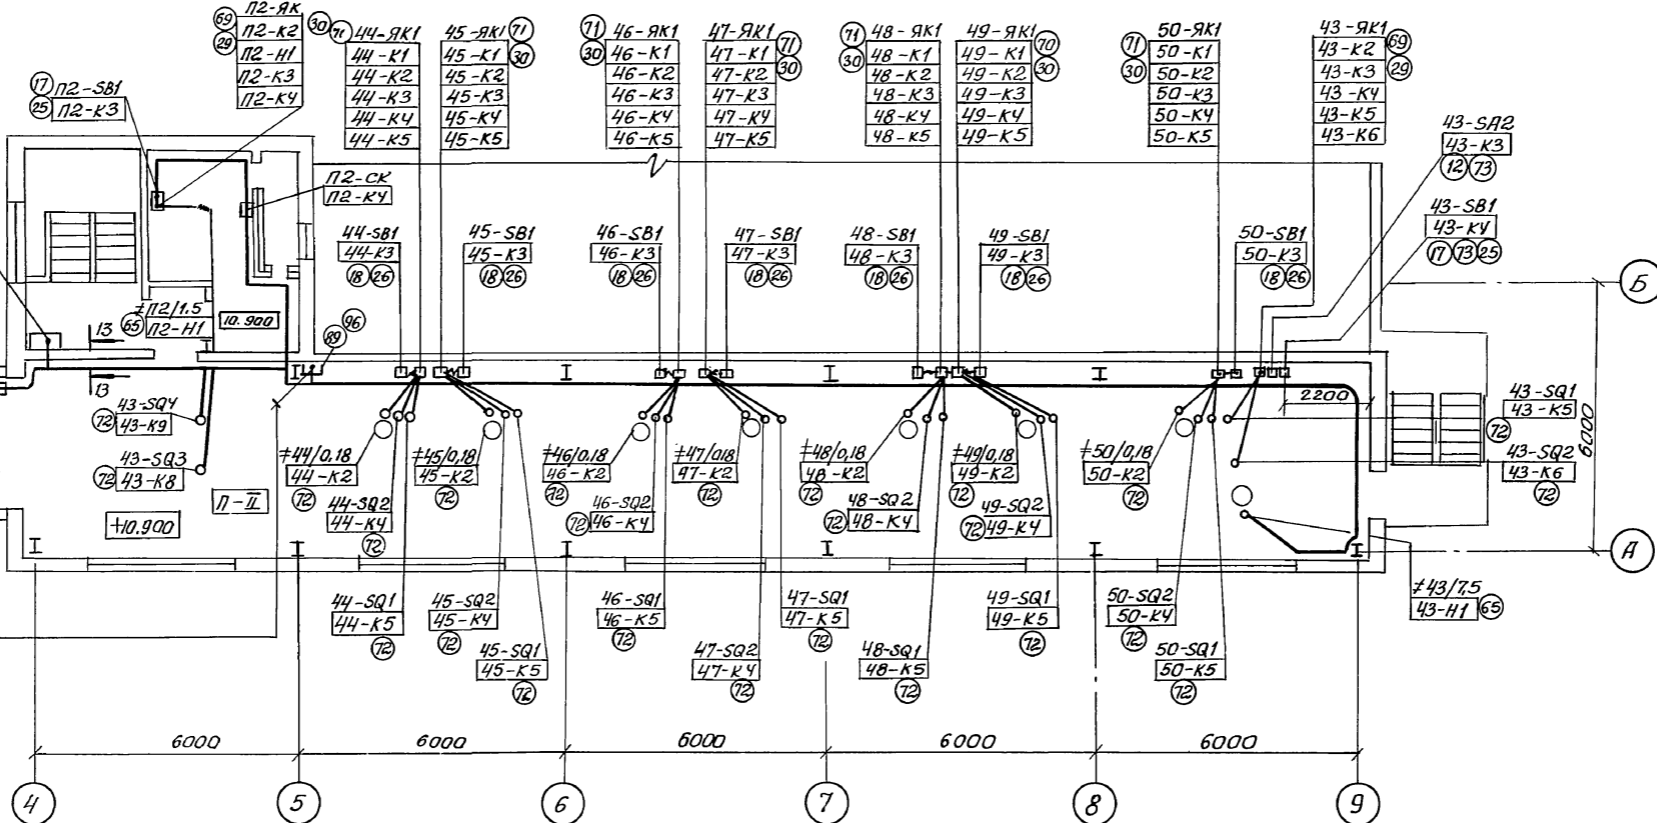 П2-ЯК
69 П2-К2
29 П2-Н1
П2-К3
П2-К4
17 П2-SB1
25 П2-К3
30 71 44-ЯК1
44-К1
44-К2
44-К3
44-К4
44-К5
45-ЯК1 71
45-К1 30
45-К2
45-К3
45-К4
45-К5
71 46-ЯК1
30 46-К1
46-К2
46-К3
46-К4
46-К5
47-ЯК1
47-К1 71
47-К2 30
47-К3
47-К4
47-К5
71 48-ЯК1
30 48-К1
48-К2
48-К3
48-К4
48-К5
49-ЯК1 70
49-К1 30
49-К2
49-К3
49-К4
49-К5
50-ЯК1
71 50-К1
30 50-К2
50-К3
50-К4
50-К5
43-ЯК1
43-К2 69
43-К3 29
43-К4
43-К5
43-К6
43-SA2
43-К3
12 73
43-SB1
43-К4
17 73 25
П2-СК
П2-К4
44-SB1
44-К3
18 26
45-SB1
45-К3
18 26
46-SB1
46-К3
18 26
47-SB1
47-К3
18 26
48-SB1
48-К3
18 26
49-SB1
49-К3
18 26
50-SB1
50-К3
18 26
Б
≠П2/1.5
65 П2-Н1
10.900
13
13
89 96
2200
6000
43-SQ4
72 43-К9
43-SQ3
72 43-К8
П-II
+10.900
≠44/0,18
44-К2
72
44-SQ2
44-К4
72
≠45/0,18
45-К2
72
≠46/0,18
46-К2
72
46-SQ2
72 46-К4
≠47/0,18
97-К2
72
≠48/0,18
48-К2
72
48-SQ2
72 48-К4
≠49/0,18
49-К2
72
49-SQ2
72 49-К4
≠50/0,18
50-К2
72
43-SQ1
43-К5
72
43-SQ2
43-К6
72
А
≠43/7,5
43-Н1 65
44-SQ1
44-К5
72
45-SQ2
45-К4
72
45-SQ1
45-К5
72
46-SQ1
46-К5
72
47-SQ2
47-К4
72
47-SQ1
47-К5
72
48-SQ1
48-К5
72
49-SQ1
49-К5
72
50-SQ2
50-К4
72
50-SQ1
50-К5
72
6000 6000 6000 6000 6000
4 5 6 7 8 9